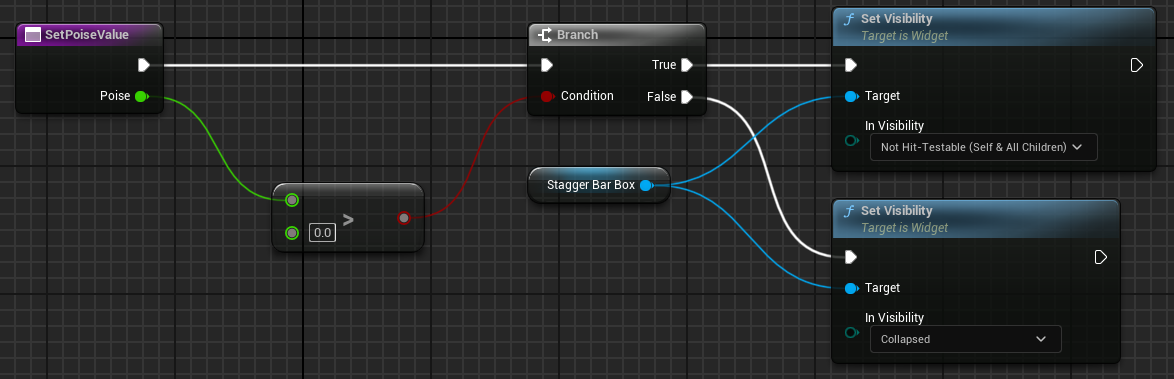 SetPoiseValue
Poise
0.0
>
Branch
True
Condition
False
Stagger Bar Box
Set Visibility
Target is Widget
Target
In Visibility
Not Hit-Testable (Self & All Children)
Set Visibility
Target is Widget
Target
In Visibility
Collapsed